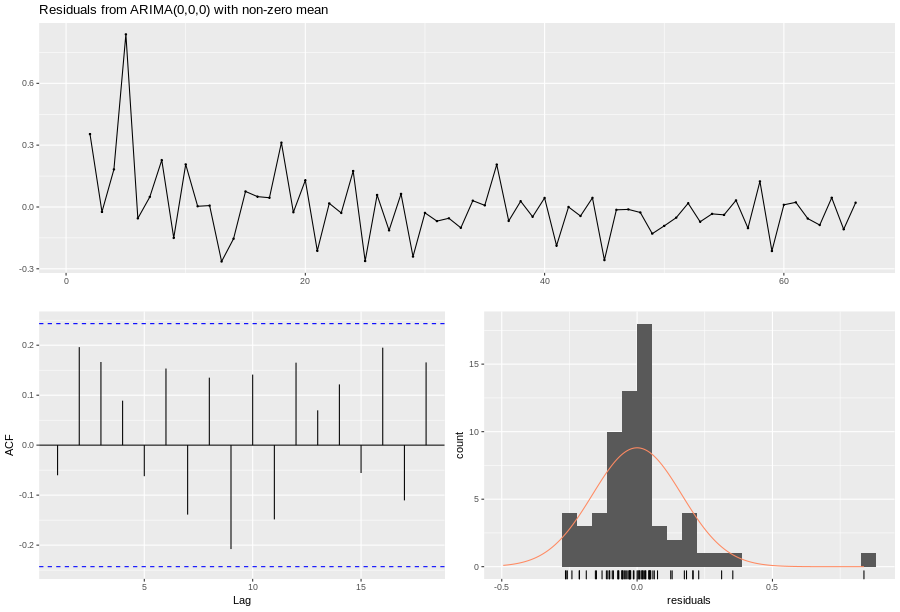 Residuals from ARIMA(0,0,0) with non-zero mean
0.6
0.3
0.0
-0.3
0 20 40 60
ACF
0.2
0.1
0.0
-0.1
-0.2
5 10 15
Lag
count
15
10
5
0
-0.5 0.0 0.5
residuals